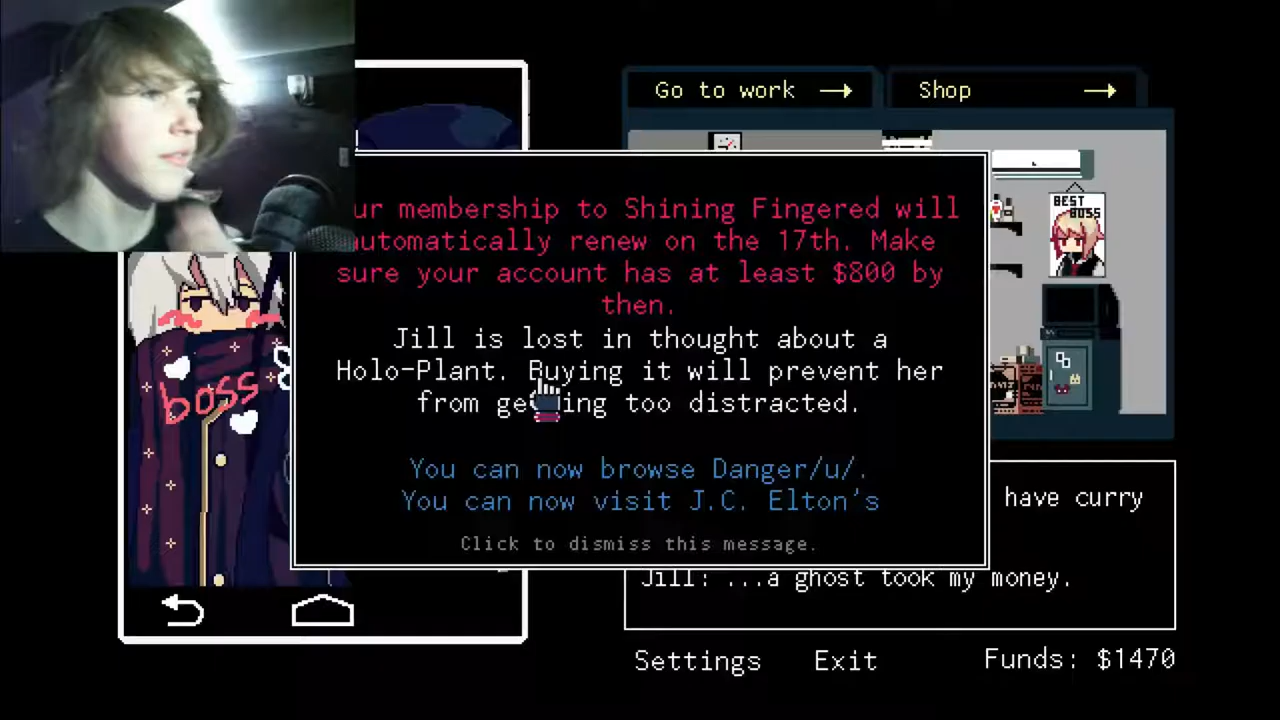 Go to work
Shop
ur membership to Shining Fingered will
automatically renew on the 17th. Make
sure your account has at least $800 by
then.
Jill is lost in thought about a
Holo-Plant. Buying it will prevent her
from getting too distracted.
You can now browse Danger/u/.
You can now visit J.C. Elton's
Click to dismiss this message.
BEST
BOSS
boss
have curry
Jill: ...a ghost took my money.
Settings
Exit
Funds: $1470